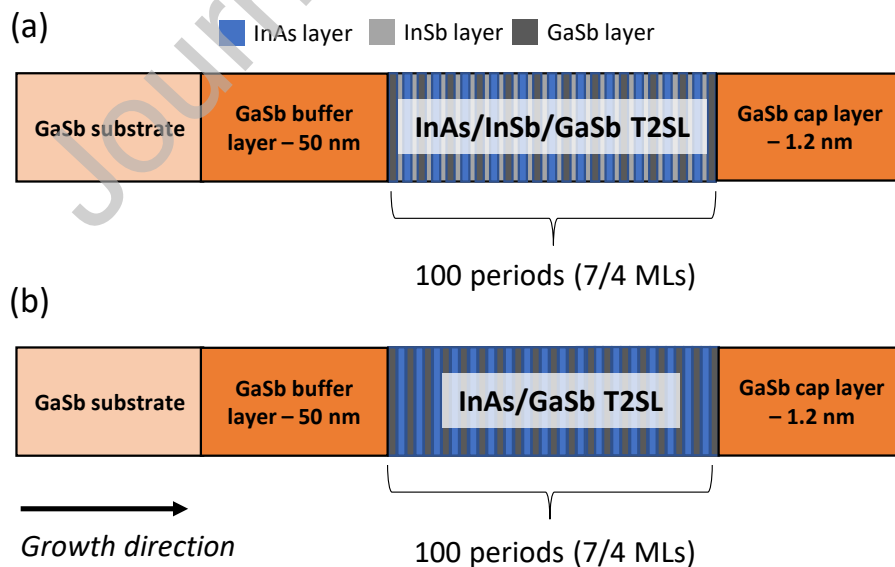 (a)
InAs layer InSb layer GaSb layer
GaSb substrate
GaSb buffer
layer – 50 nm
InAs/InSb/GaSb T2SL
GaSb cap layer
– 1.2 nm
100 periods (7/4 MLs)
(b)
GaSb substrate
GaSb buffer
layer – 50 nm
InAs/GaSb T2SL
GaSb cap layer
– 1.2 nm
Growth direction
100 periods (7/4 MLs)
Journ